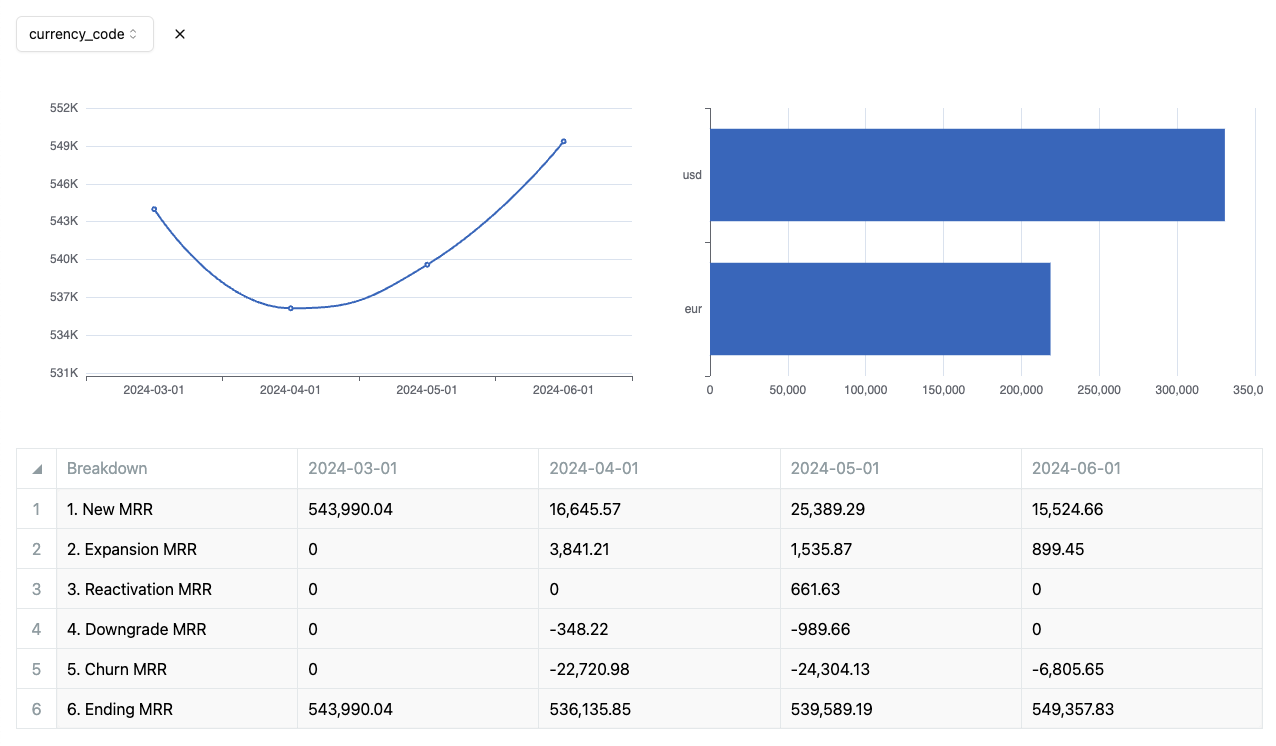 currency_code
552K
549K
546K
543K
540K
537K
534K
531K
2024-03-01 2024-04-01 2024-05-01 2024-06-01
usd
eur
0 50,000 100,000 150,000 200,000 250,000 300,000 350,0
Breakdown 2024-03-01 2024-04-01 2024-05-01 2024-06-01
1 1. New MRR 543,990.04 16,645.57 25,389.29 15,524.66
2 2. Expansion MRR 0 3,841.21 1,535.87 899.45
3 3. Reactivation MRR 0 0 661.63 0
4 4. Downgrade MRR 0 -348.22 -989.66 0
5 5. Churn MRR 0 -22,720.98 -24,304.13 -6,805.65
6 6. Ending MRR 543,990.04 536,135.85 539,589.19 549,357.83